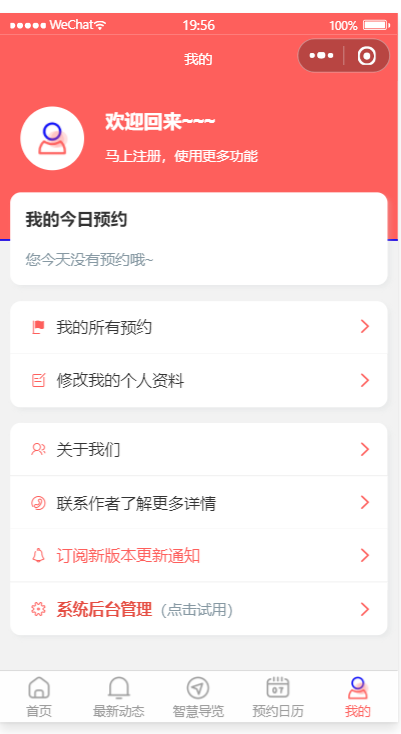 WeChat 19:56 100%
我的
欢迎回来~~~
马上注册，使用更多功能
我的今日预约
您今天没有预约哦~
我的所有预约
修改我的个人资料
关于我们
联系作者了解更多详情
订阅新版本更新通知
系统后台管理（点击试用）
07
首页 最新动态 智慧导览 预约日历 我的